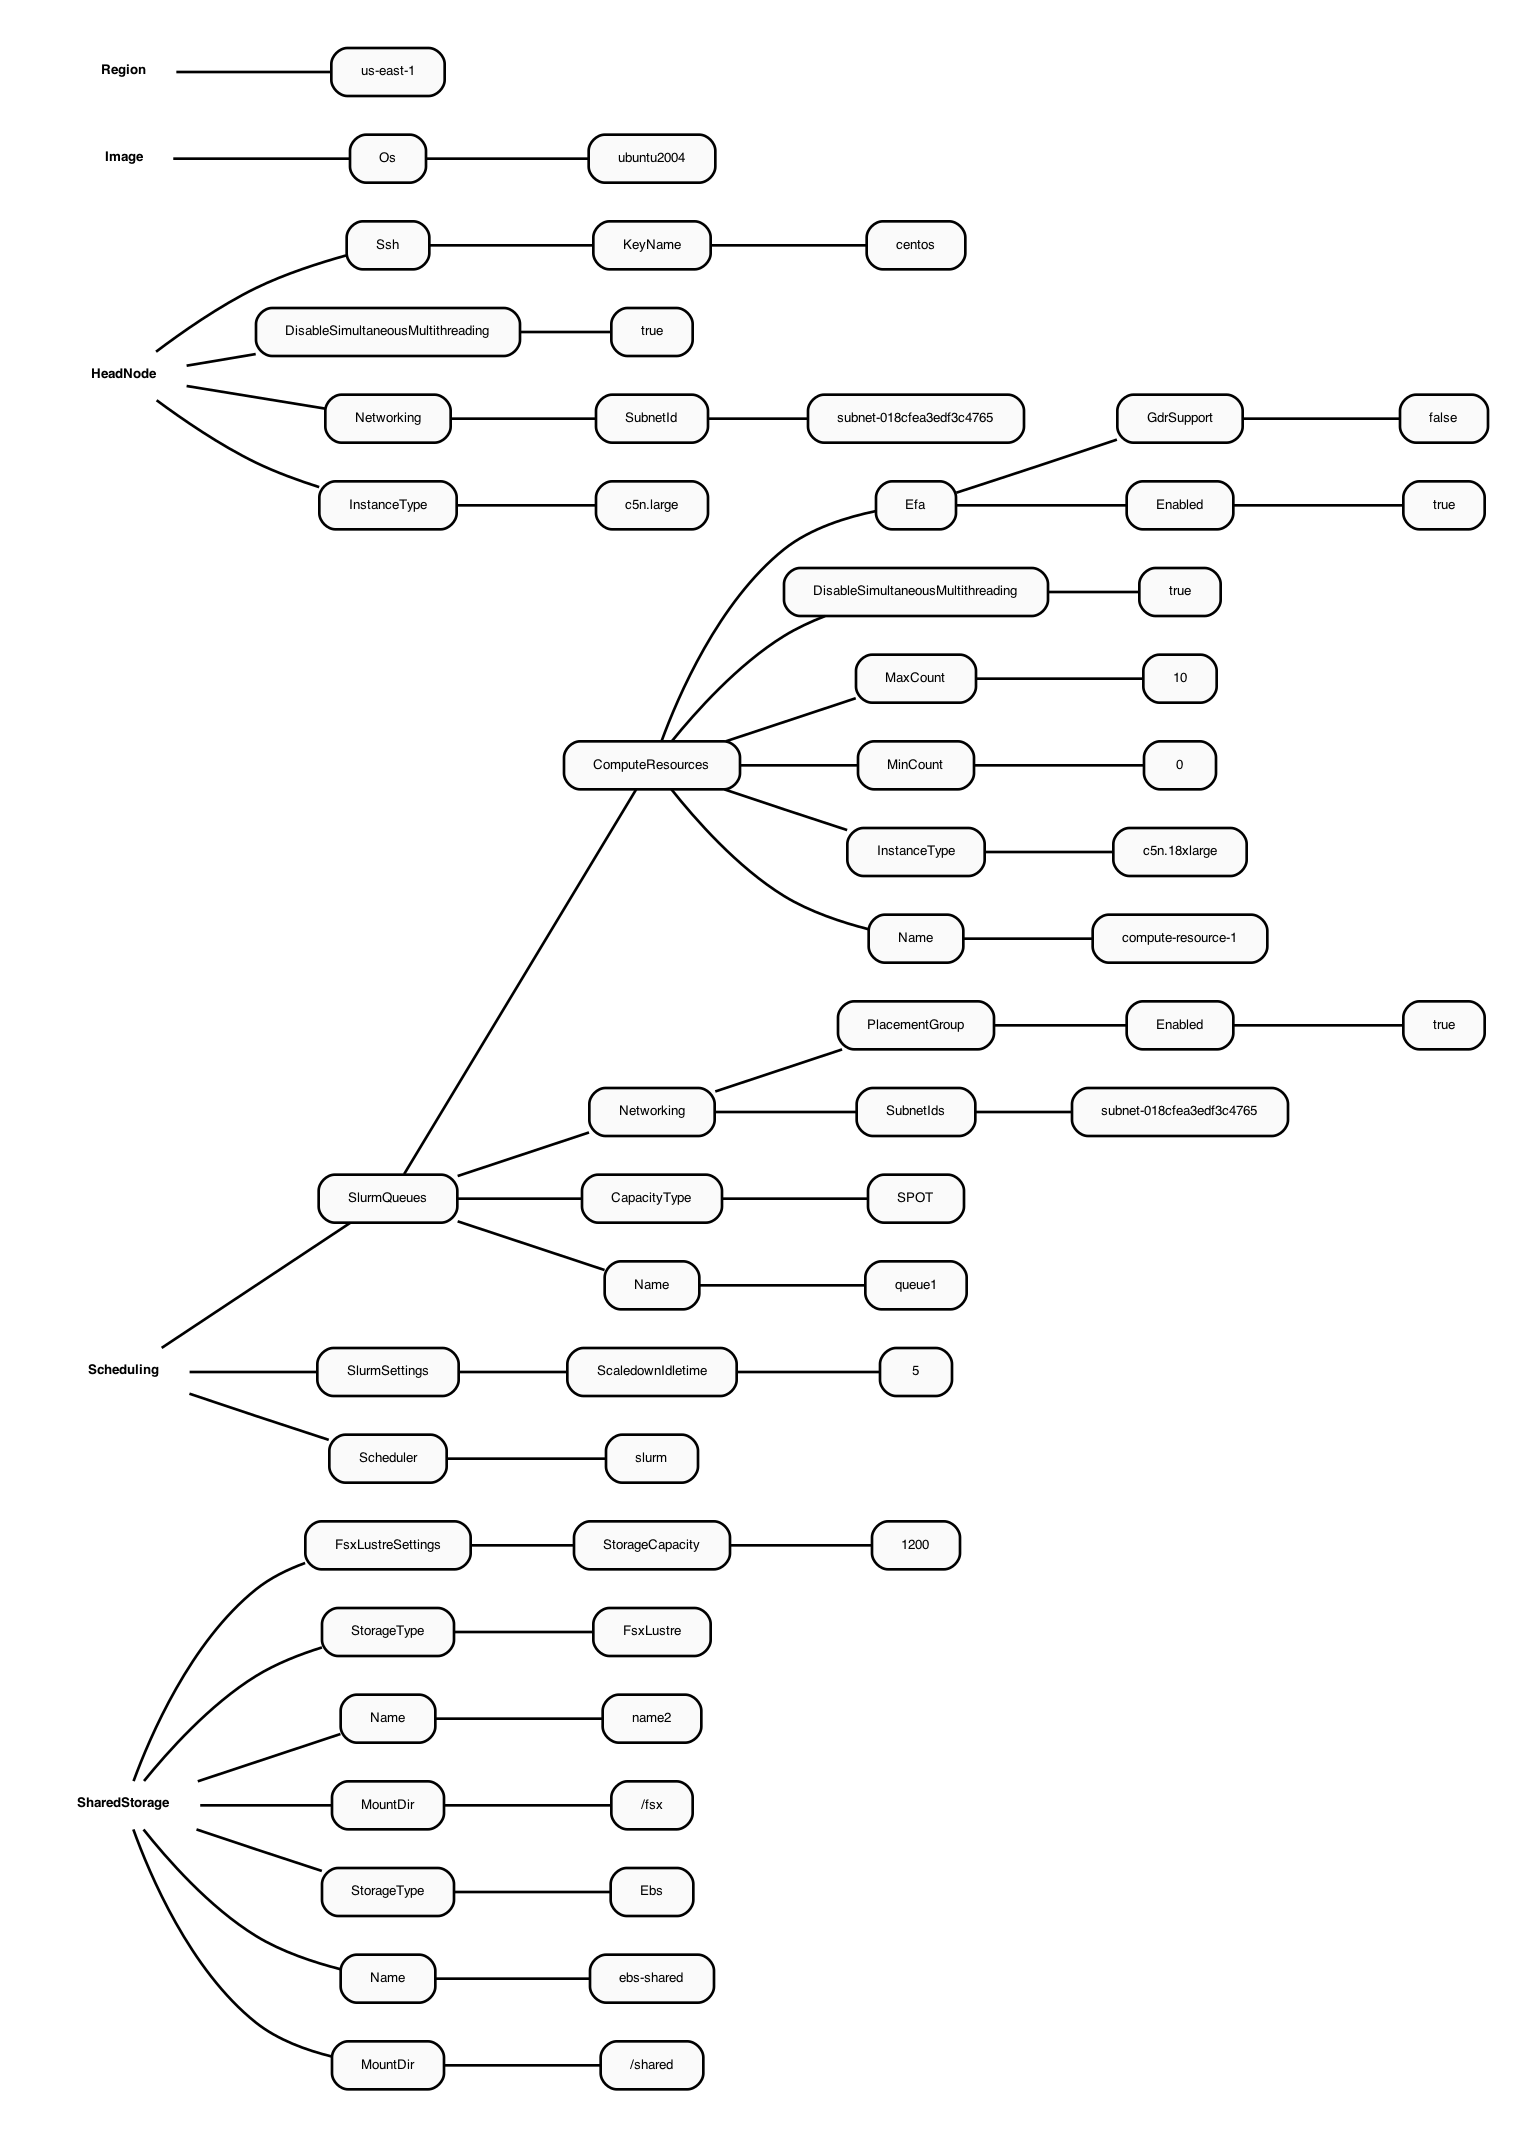 Region
us-east-1
Image
Os
ubuntu2004
Ssh
KeyName
centos
DisableSimultaneousMultithreading
true
HeadNode
Networking
SubnetId
subnet-018cfea3edf3c4765
GdrSupport
false
InstanceType
c5n.large
Efa
Enabled
true
DisableSimultaneousMultithreading
true
MaxCount
10
ComputeResources
MinCount
0
InstanceType
c5n.18xlarge
Name
compute-resource-1
PlacementGroup
Enabled
true
Networking
SubnetIds
subnet-018cfea3edf3c4765
SlurmQueues
CapacityType
SPOT
Name
queue1
Scheduling
SlurmSettings
ScaledownIdletime
5
Scheduler
slurm
FsxLustreSettings
StorageCapacity
1200
StorageType
FsxLustre
Name
name2
SharedStorage
MountDir
/fsx
StorageType
Ebs
Name
ebs-shared
MountDir
/shared